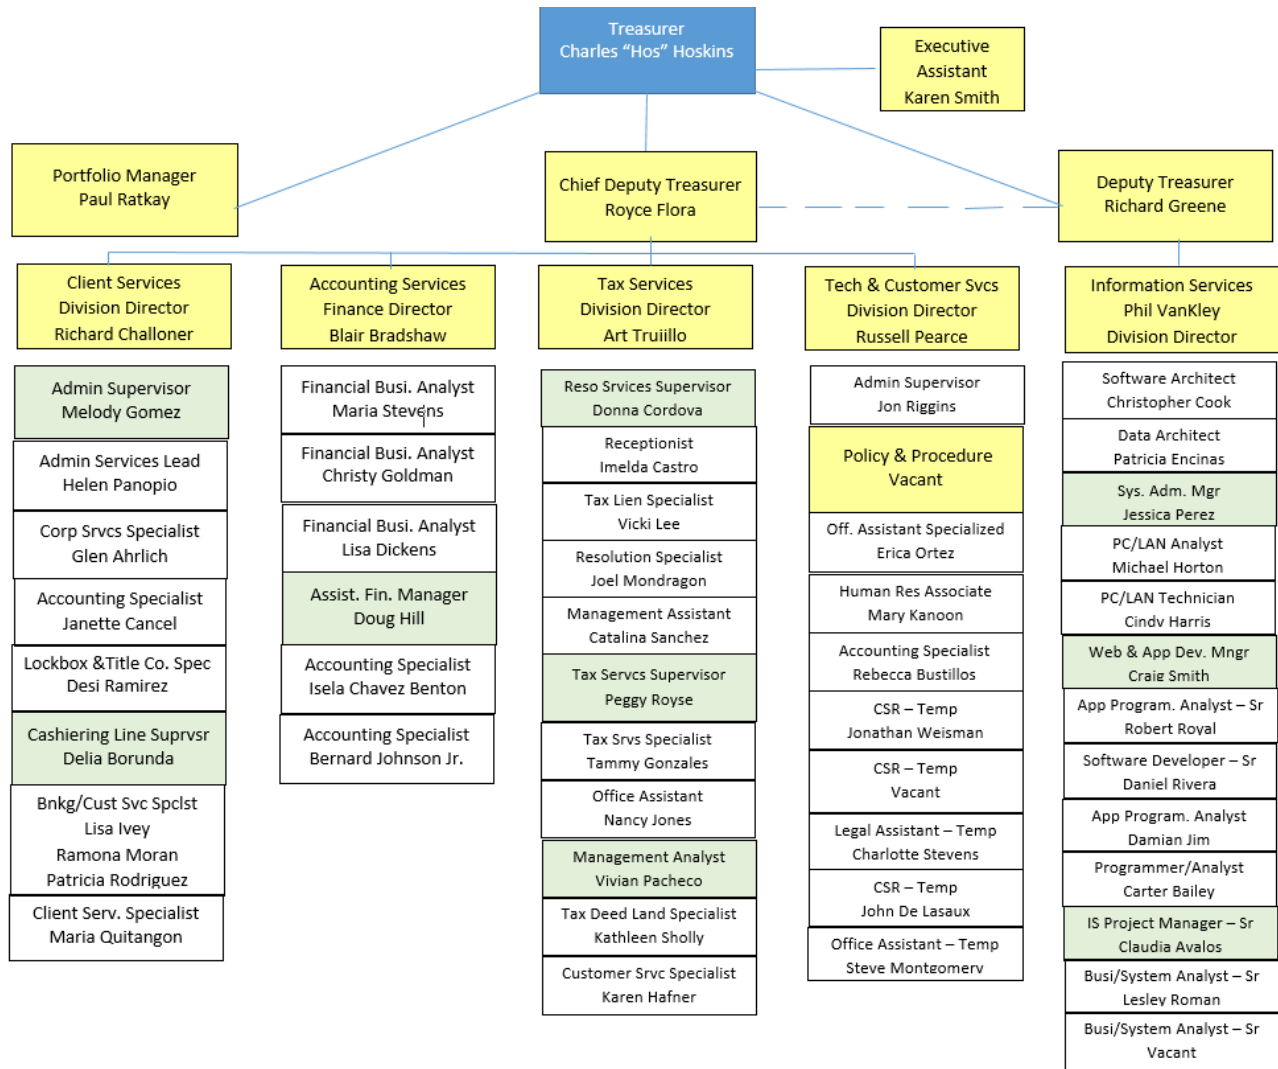 Treasurer
Charles “Hos” Hoskins
Executive
Assistant
Karen Smith
Portfolio Manager
Paul Ratkay
Chief Deputy Treasurer
Royce Flora
Deputy Treasurer
Richard Greene
Client Services
Division Director
Richard Challoner
Accounting Services
Finance Director
Blair Bradshaw
Tax Services
Division Director
Art Truiillo
Tech & Customer Svcs
Division Director
Russell Pearce
Information Services
Phil VanKley
Division Director
Admin Supervisor
Melody Gomez
Admin Services Lead
Helen Panopio
Corp Srvcs Specialist
Glen Ahrlich
Accounting Specialist
Janette Cancel
Lockbox &Title Co. Spec
Desi Ramirez
Cashiering Line Suprvsr
Delia Borunda
Bnkg/Cust Svc Spclst
Lisa Ivey
Ramona Moran
Patricia Rodriguez
Client Serv. Specialist
Maria Quitangon
Financial Busi. Analyst
Maria Stevens
Financial Busi. Analyst
Christy Goldman
Financial Busi. Analyst
Lisa Dickens
Assist. Fin. Manager
Doug Hill
Accounting Specialist
Isela Chavez Benton
Accounting Specialist
Bernard Johnson Jr.
Reso Srvices Supervisor
Donna Cordova
Receptionist
Imelda Castro
Tax Lien Specialist
Vicki Lee
Resolution Specialist
Joel Mondragon
Management Assistant
Catalina Sanchez
Tax Servcs Supervisor
Peggy Royse
Tax Srvs Specialist
Tammy Gonzales
Office Assistant
Nancy Jones
Management Analyst
Vivian Pacheco
Tax Deed Land Specialist
Kathleen Sholly
Customer Srvc Specialist
Karen Hafner
Admin Supervisor
Jon Riggins
Policy & Procedure
Vacant
Off. Assistant Specialized
Erica Ortez
Human Res Associate
Mary Kanoon
Accounting Specialist
Rebecca Bustillos
CSR – Temp
Jonathan Weisman
CSR – Temp
Vacant
Legal Assistant – Temp
Charlotte Stevens
CSR – Temp
John De Lasaux
Office Assistant – Temp
Steve Montgomery
Software Architect
Christopher Cook
Data Architect
Patricia Encinas
Sys. Adm. Mgr
Jessica Perez
PC/LAN Analyst
Michael Horton
PC/LAN Technician
Cindy Harris
Web & App Dev. Mngr
Craig Smith
App Program. Analyst – Sr
Robert Royal
Software Developer – Sr
Daniel Rivera
App Program. Analyst
Damian Jim
Programmer/Analyst
Carter Bailey
IS Project Manager – Sr
Claudia Avalos
Busi/System Analyst – Sr
Lesley Roman
Busi/System Analyst – Sr
Vacant